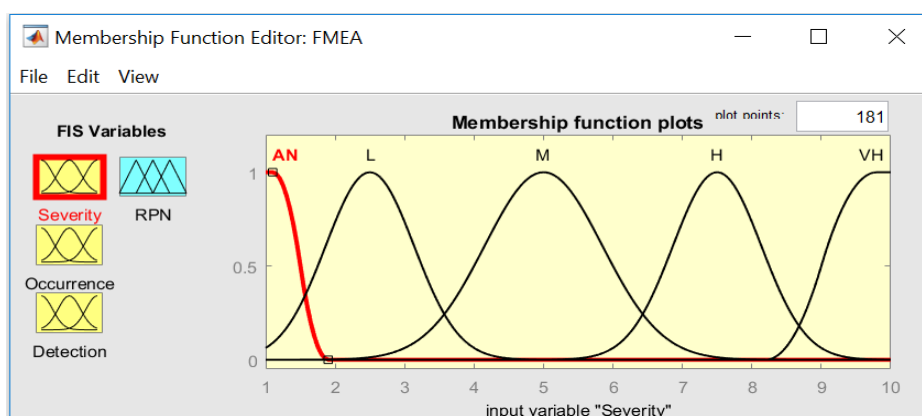 Membership Function Editor: FMEA
File Edit View
FIS Variables
Membership function plots
plot points:
181
AN
L
M
H
VH
Severity
RPN
Occurrence
Detection
1
0.5
0
1
2
3
4
5
6
7
8
9
10
input variable "Severity"